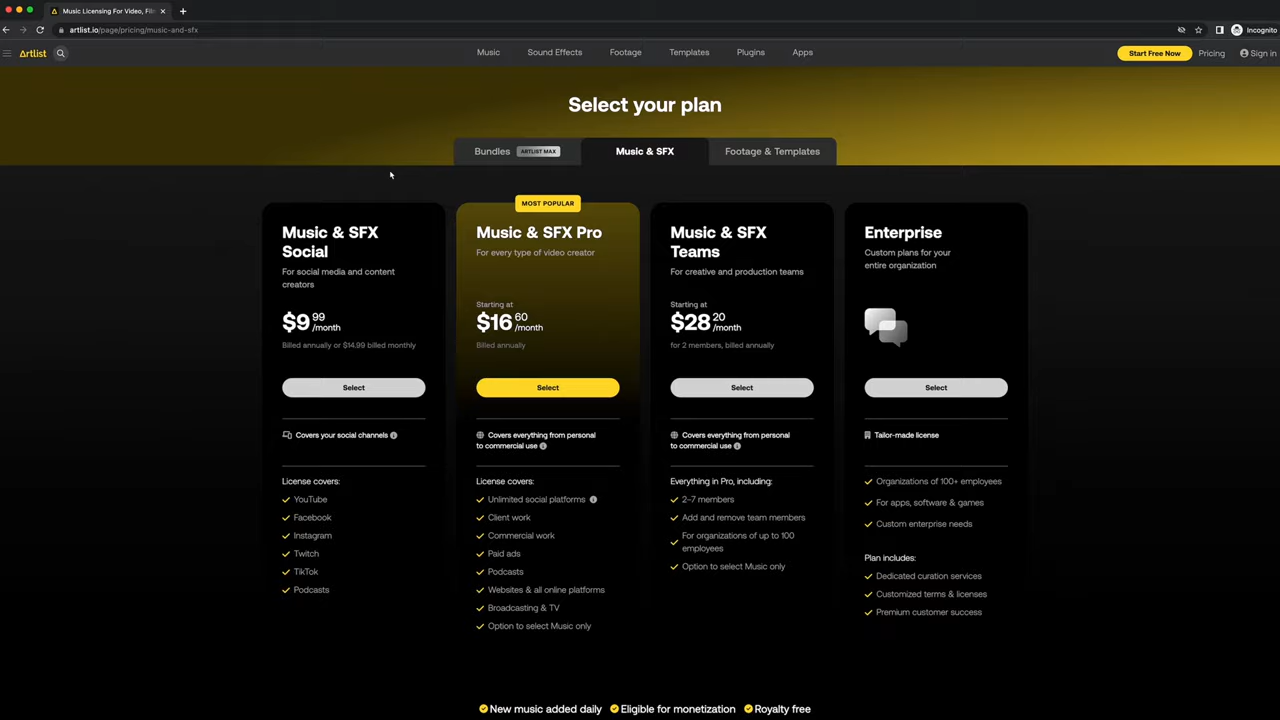 Music Licensing For Video, Fil
artlist.io/page/pricing/music-and-sfx
Incognito
Artlist
Music
Sound Effects
Footage
Templates
Plugins
Apps
Start Free Now
Pricing
Sign in
Select your plan
Bundles
ARTLIST MAX
Music & SFX
Footage & Templates
Music & SFX
Social
For social media and content
creators
$9 99
/month
Billed annually or $14.99 billed monthly
Select
Covers your social channels
License covers:
YouTube
Facebook
Instagram
Twitch
TikTok
Podcasts
MOST POPULAR
Music & SFX Pro
For every type of video creator
Starting at
$16 60
/month
Billed annually
Select
Covers everything from personal
to commercial use
License covers:
Unlimited social platforms
Client work
Commercial work
Paid ads
Podcasts
Websites & all online platforms
Broadcasting & TV
Option to select Music only
Music & SFX
Teams
For creative and production teams
Starting at
$28 20
/month
for 2 members, billed annually
Select
Covers everything from personal
to commercial use
Everything in Pro, including:
2–7 members
Add and remove team members
For organizations of up to 100
employees
Option to select Music only
Enterprise
Custom plans for your
entire organization
Select
Tailor-made license
Organizations of 100+ employees
For apps, software & games
Custom enterprise needs
Plan includes:
Dedicated curation services
Customized terms & licenses
Premium customer success
New music added daily
Eligible for monetization
Royalty free